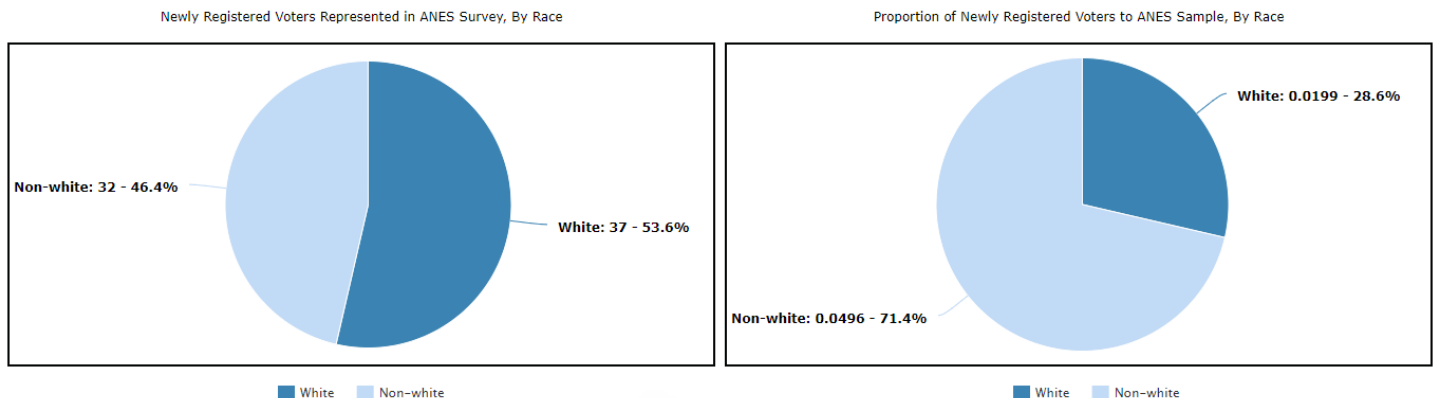 Newly Registered Voters Represented in ANES Survey, By Race
Non-white: 32 - 46.4%
White: 37 - 53.6%
White Non-white
Proportion of Newly Registered Voters to ANES Sample, By Race
White: 0.0199 - 28.6%
Non-white: 0.0496 - 71.4%
White Non-white